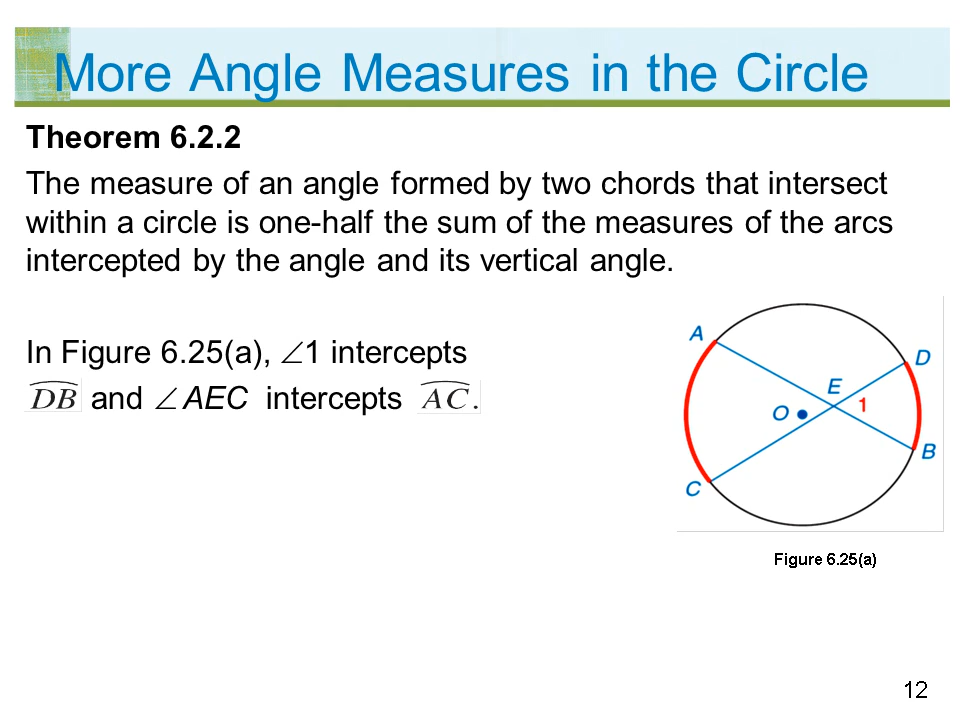 More Angle Measures in the Circle
Theorem 6.2.2
The measure of an angle formed by two chords that intersect
within a circle is one-half the sum of the measures of the arcs
intercepted by the angle and its vertical angle.
In Figure 6.25(a), ∠1 intercepts
DB and ∠AEC intercepts AC.
A
D
E
1
O
B
C
Figure 6.25(a)
12